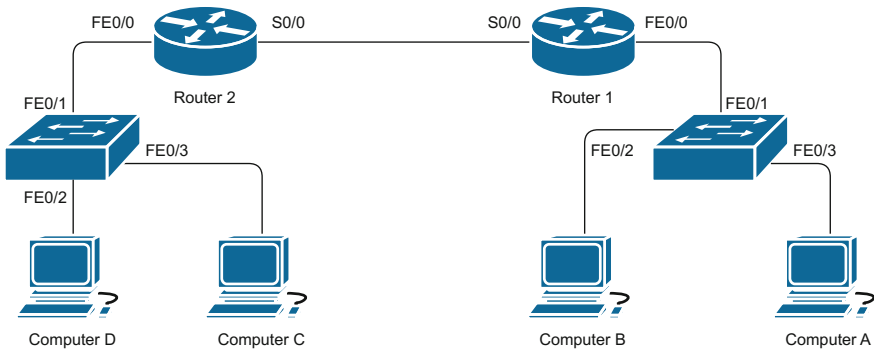 FE0/0
S0/0
S0/0
FE0/0
Router 2
Router 1
FE0/1
FE0/1
FE0/3
FE0/2
FE0/3
FE0/2
Computer D
Computer C
Computer B
Computer A